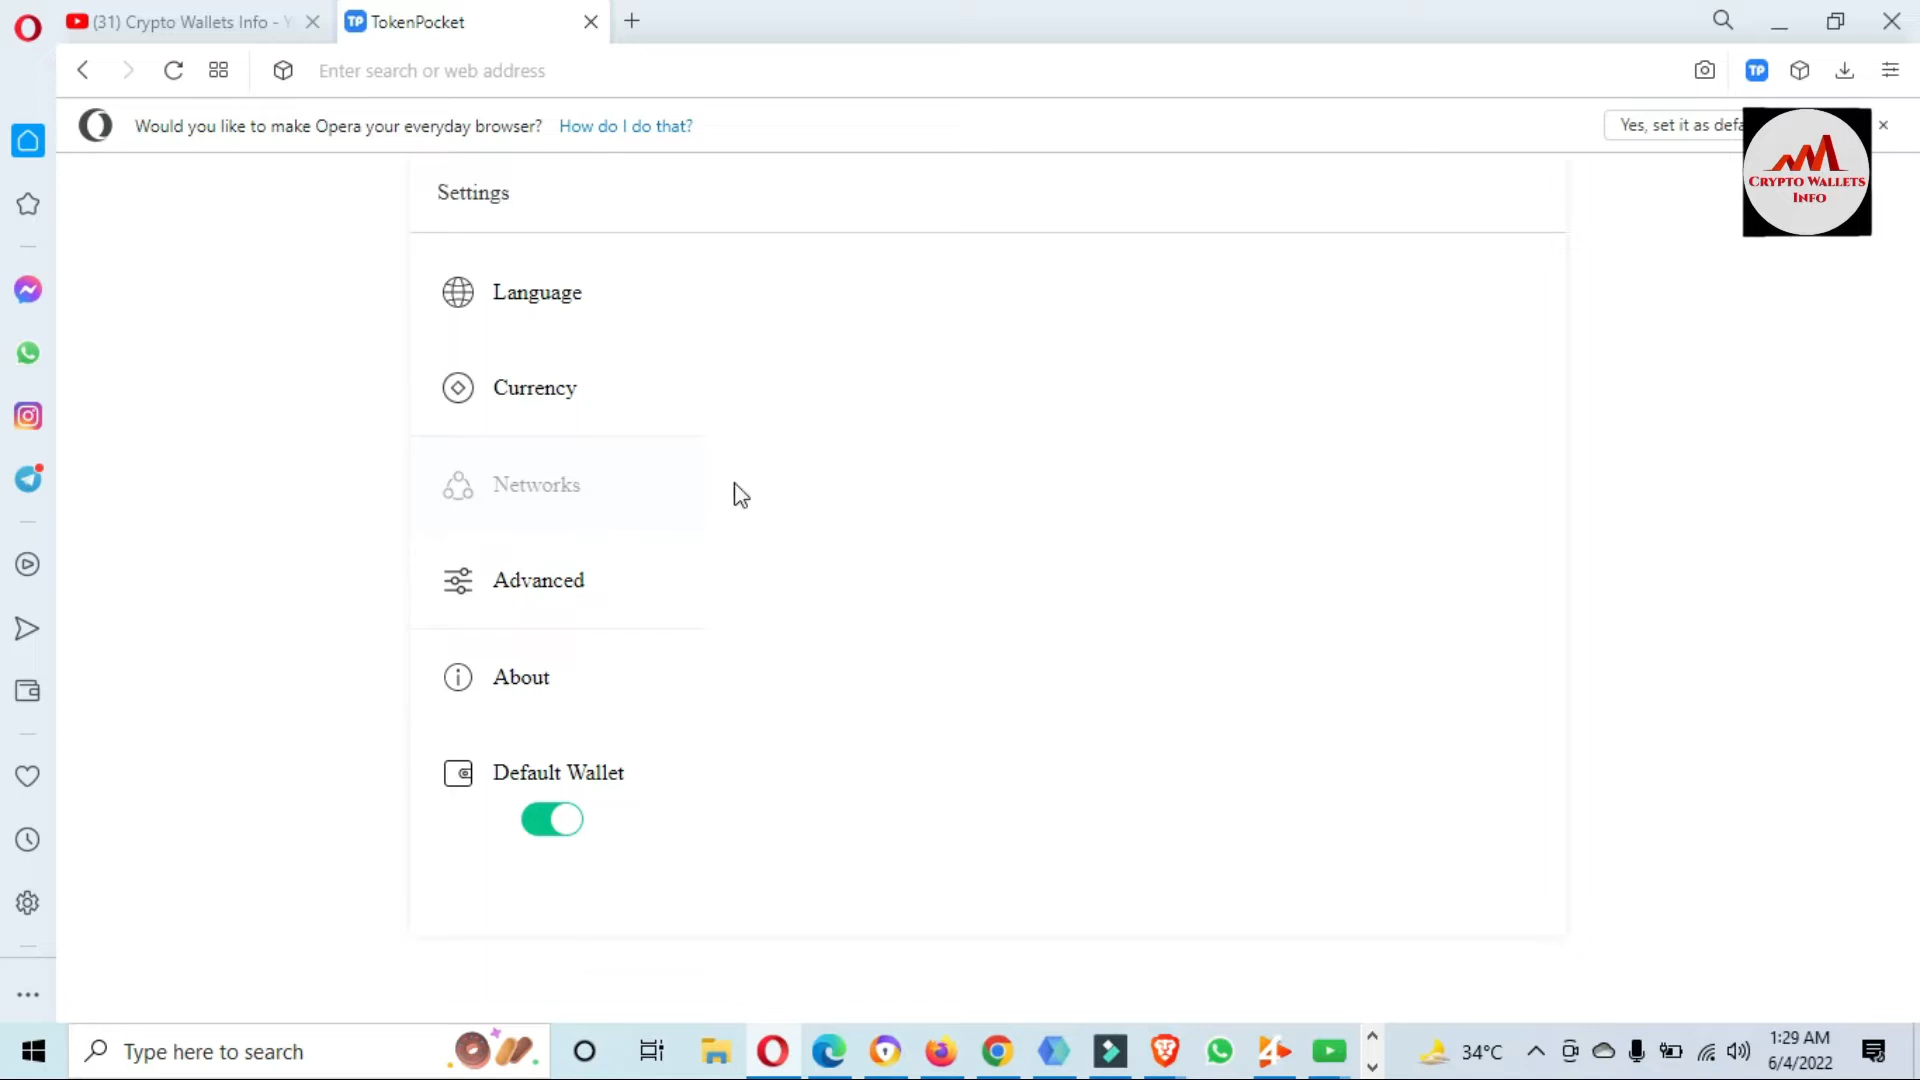 (31) Crypto Wallets Info - Y
TP TokenPocket
Enter search or web address
TP
Would you like to make Opera your everyday browser? How do I do that?
Yes, set it as defa
CRYPTO WALLETS
INFO
Settings
Language
Currency
Networks
Advanced
About
Default Wallet
Type here to search
34°C
1:29 AM
6/4/2022